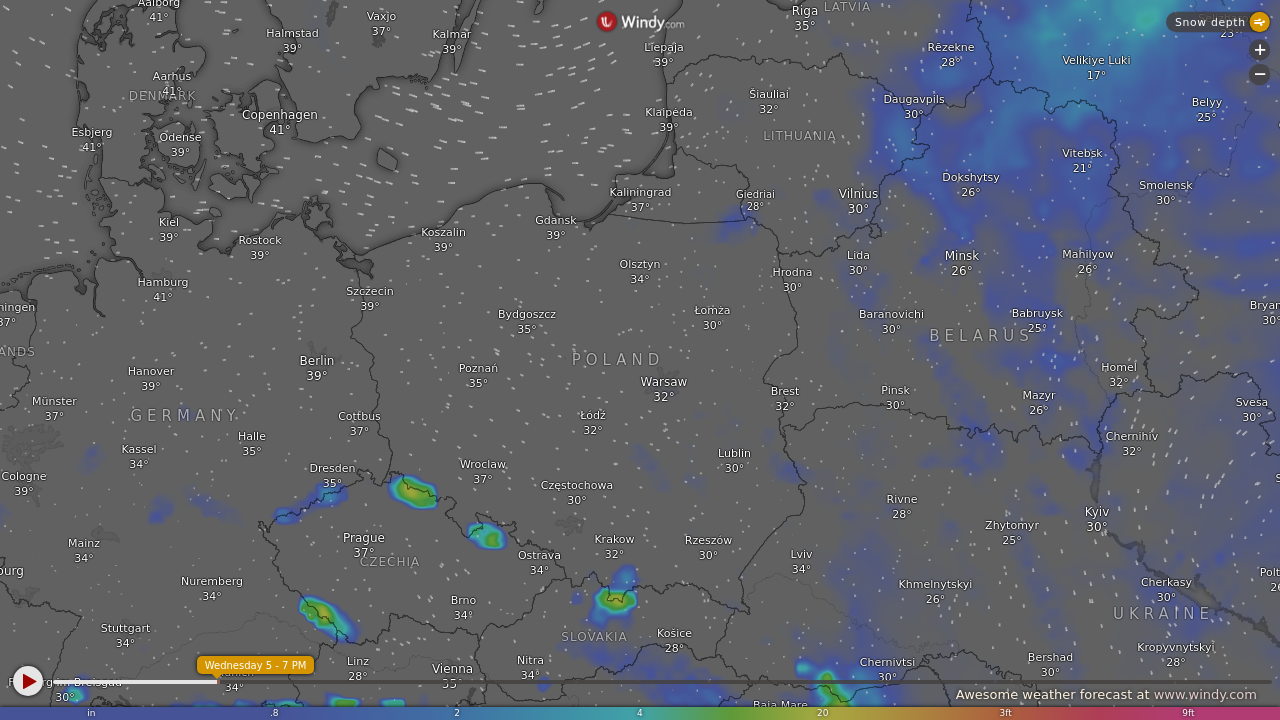 Aalborg
41°
Vaxjo
37°
Riga
35°
LATVIA
Windy.com
Snow depth
23°
Halmstad
39°
Kalmar
39°
Liepaja
39°
Rēzekne
28°
Velikiye Luki
17°
+
−
Aarhus
41°
DENMARK
Šiauliai
32°
Daugavpils
30°
Belyy
25°
Copenhagen
41°
Klaipėda
39°
Esbjerg
41°
Odense
39°
LITHUANIA
Vitebsk
21°
Dokshytsy
26°
Smolensk
30°
Kaliningrad
37°
Giedriai
28°
Vilnius
30°
Kiel
39°
Rostock
39°
Koszalin
39°
Gdansk
39°
Olsztyn
34°
Hrodna
30°
Lida
30°
Minsk
26°
Mahilyow
26°
Hamburg
41°
Szczecin
39°
ningen
37°
Bydgoszcz
35°
Łomża
30°
Baranovichi
30°
Babruysk
25°
Bryan
30°
BELARUS
ANDS
Berlin
39°
POLAND
Hanover
39°
Poznań
35°
Warsaw
32°
Brest
32°
Pinsk
30°
Homel
32°
Münster
37°
GERMANY
Cottbus
37°
Łódź
32°
Mazyr
26°
Svesa
30°
Halle
35°
Kassel
34°
Chernihiv
32°
Cologne
39°
Dresden
35°
Wroclaw
37°
Lublin
30°
Częstochowa
30°
Rivne
28°
Kyiv
30°
Zhytomyr
25°
Mainz
34°
Prague
37°
CZECHIA
Ostrava
34°
Krakow
32°
Rzeszow
30°
Lviv
34°
burg
Nuremberg
34°
Khmelnytskyi
26°
Cherkasy
30°
Polt
UKRAINE
Brno
34°
Stuttgart
34°
SLOVAKIA
Košice
28°
Kropyvnytskyi
28°
Wednesday 5 - 7 PM
Linz
28°
Vienna
35°
Nitra
34°
Chernivtsi
30°
Bershad
30°
30°
34°
Awesome weather forecast at www.windy.com
Baia Mare
in .8 2 4 20 3ft 9ft